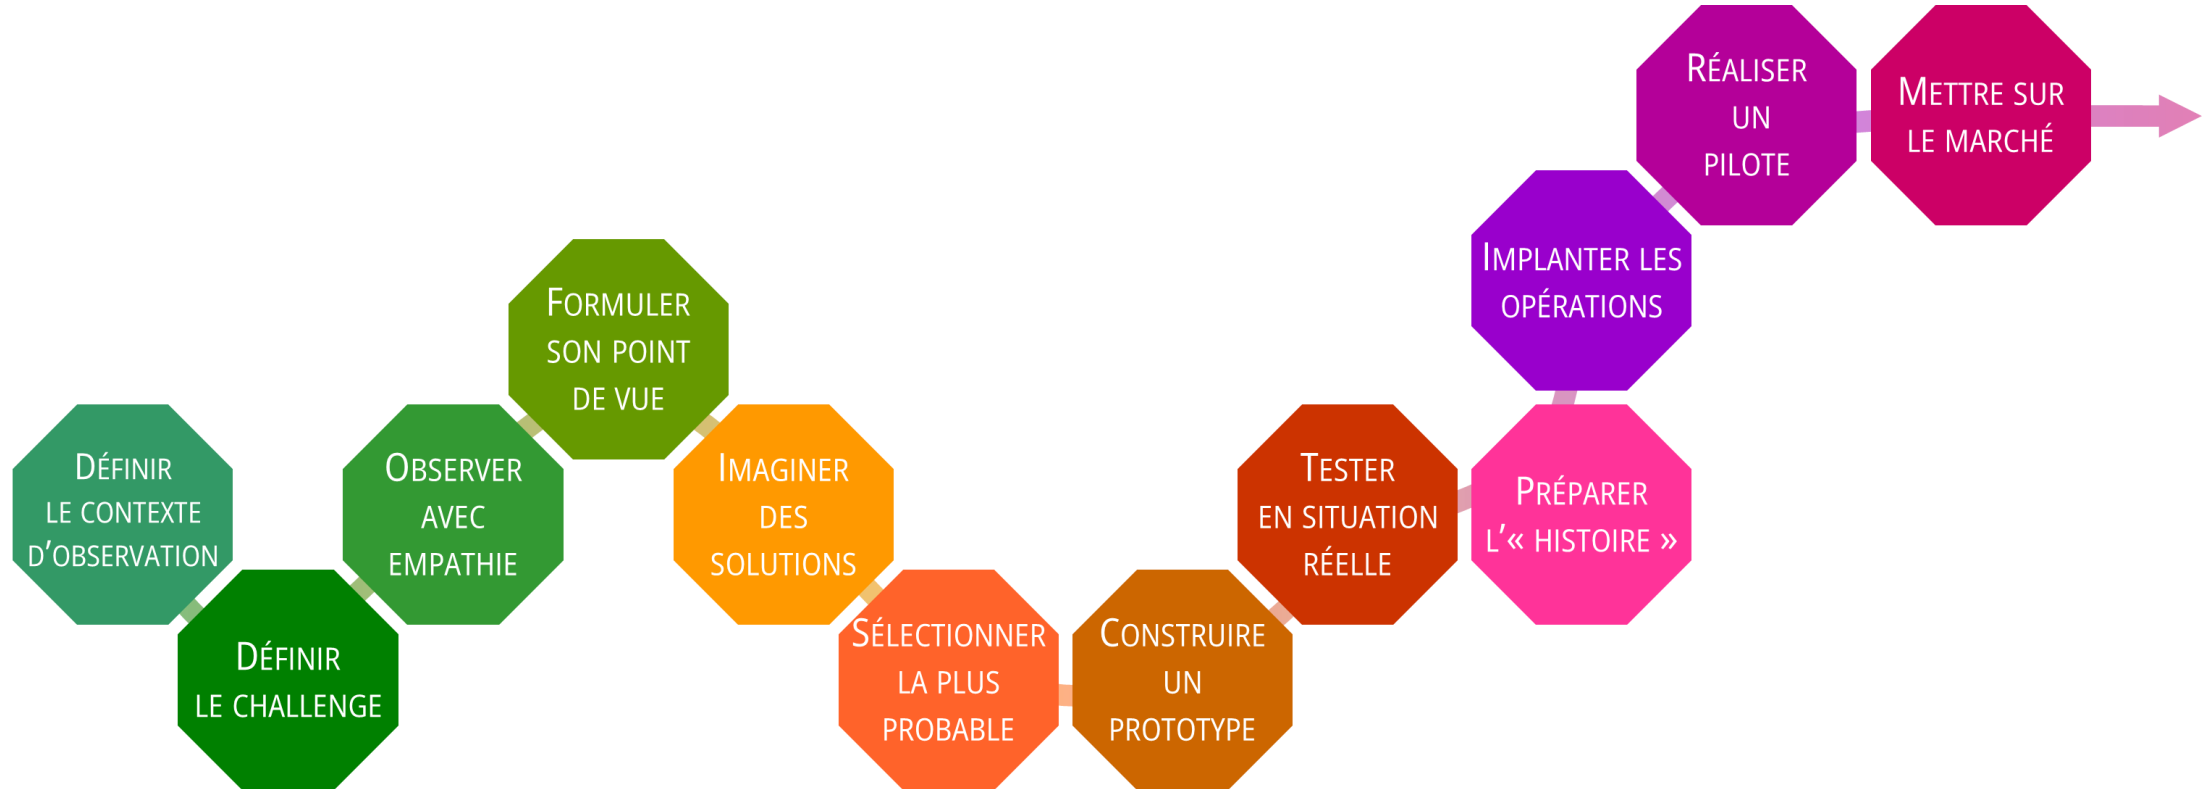 Définir
le contexte
d’observation
Définir
le challenge
Observer
avec
empathie
Formuler
son point
de vue
Imaginer
des
solutions
Sélectionner
la plus
probable
Construire
un
prototype
Tester
en situation
réelle
Préparer
l’« histoire »
Implanter les
opérations
Réaliser
un
pilote
Mettre sur
le marché